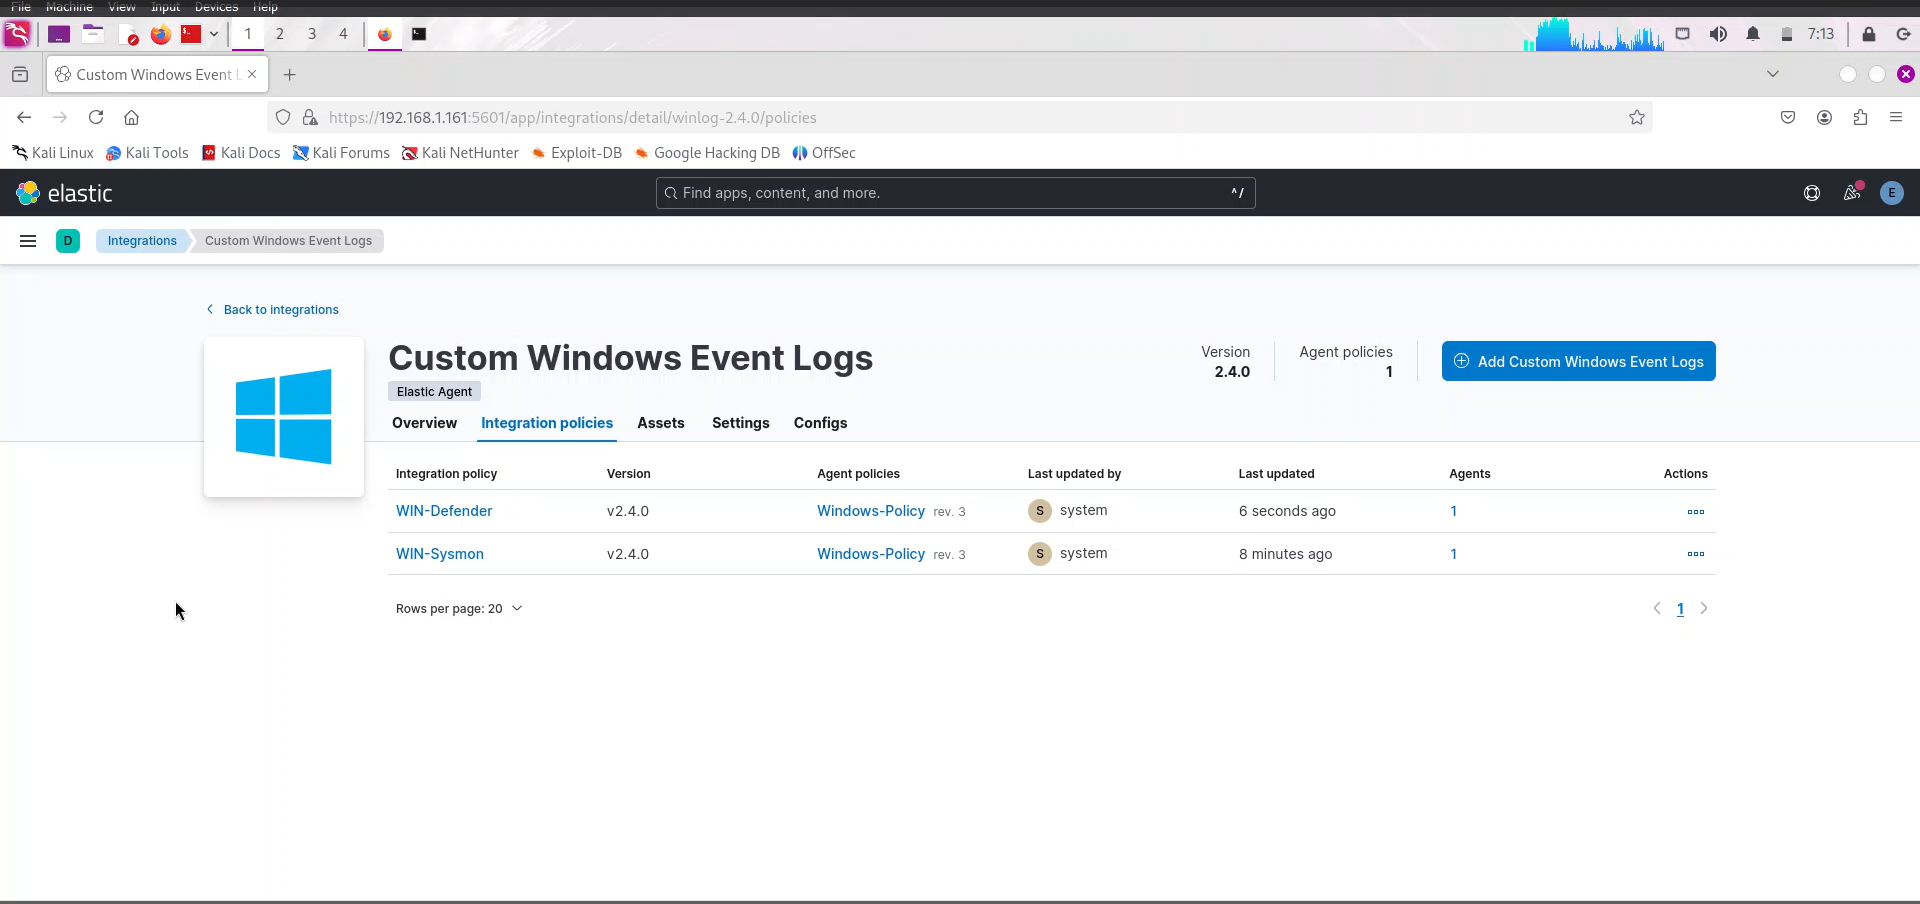 File Machine View Input Devices Help
1 2 3 4 7:13
Custom Windows Event L
https://192.168.1.161:5601/app/integrations/detail/winlog-2.4.0/policies
Kali Linux Kali Tools Kali Docs Kali Forums Kali NetHunter Exploit-DB Google Hacking DB OffSec
elastic Find apps, content, and more. ^/ E
D Integrations Custom Windows Event Logs
Back to integrations
Custom Windows Event Logs
Elastic Agent
Version Agent policies
2.4.0 1
Add Custom Windows Event Logs
Overview Integration policies Assets Settings Configs
Integration policy Version Agent policies Last updated by Last updated Agents Actions
WIN-Defender v2.4.0 Windows-Policy rev. 3 S system 6 seconds ago 1
WIN-Sysmon v2.4.0 Windows-Policy rev. 3 S system 8 minutes ago 1
Rows per page: 20 1